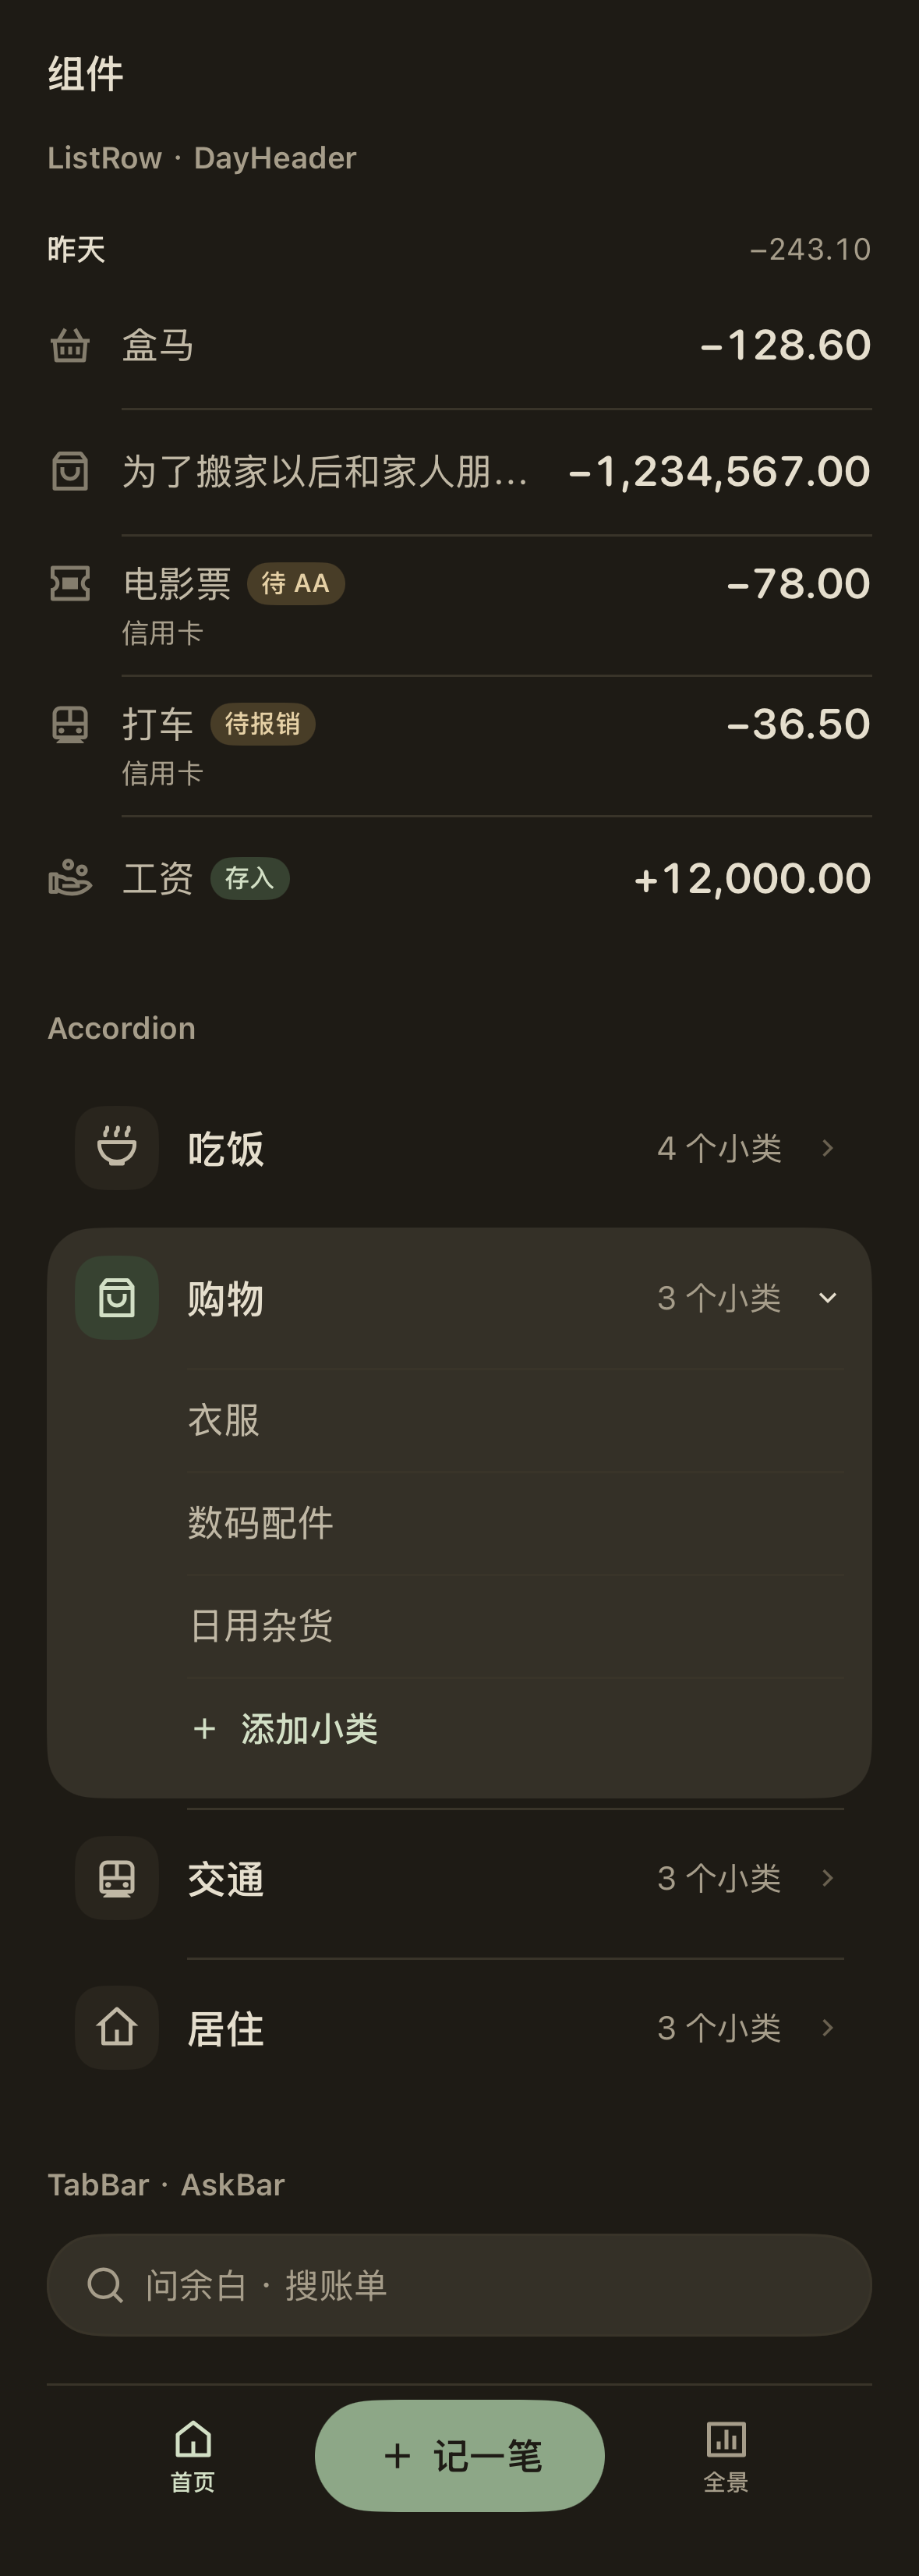 组件
ListRow · DayHeader
昨天 −243.10
盒马 −128.60
为了搬家以后和家人朋… −1,234,567.00
电影票 待 AA −78.00
信用卡
打车 待报销 −36.50
信用卡
工资 存入 +12,000.00
Accordion
吃饭 4 个小类
购物 3 个小类
衣服
数码配件
日用杂货
+ 添加小类
交通 3 个小类
居住 3 个小类
TabBar · AskBar
问余白 · 搜账单
+ 记一笔
首页 全景